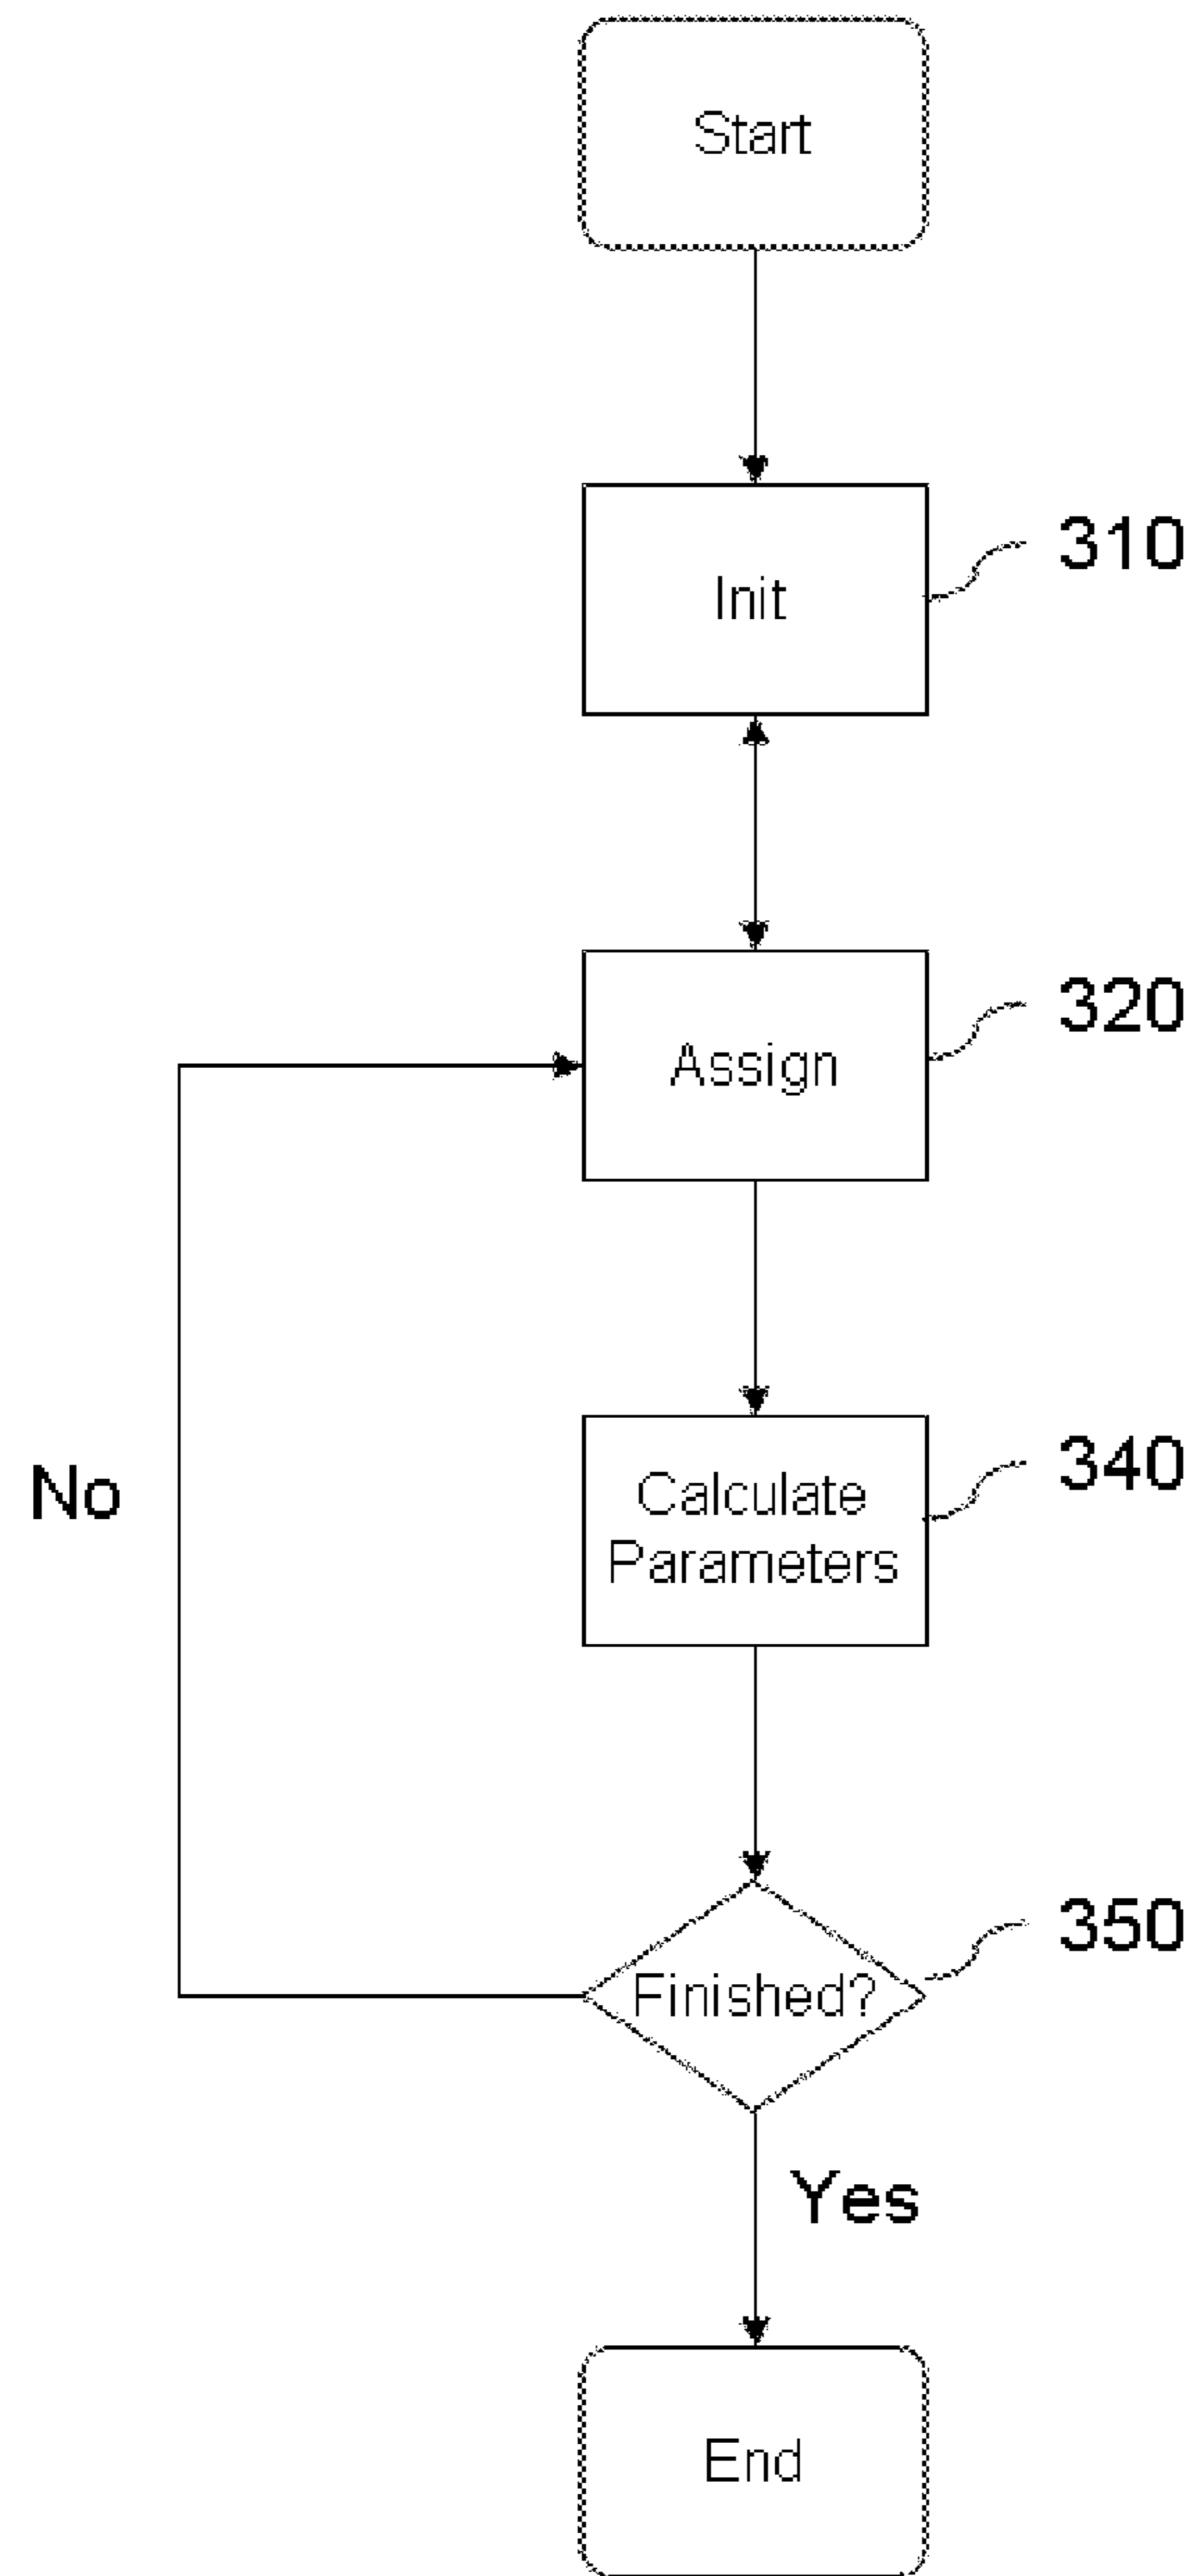 Start
Init
310
Assign
320
Calculate
Parameters
340
No
Finished?
350
Yes
End